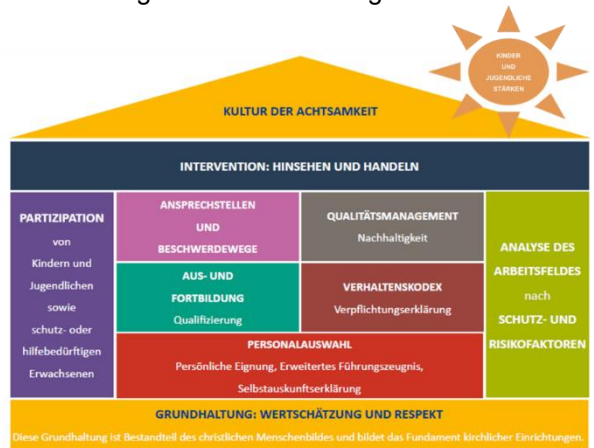 KINDER
UND
JUGENDLICHE
STÄRKEN
KULTUR DER ACHTSAMKEIT
INTERVENTION: HINSEHEN UND HANDELN
PARTIZIPATION
von
Kindern und
Jugendlichen
sowie
schutz- oder
hilfebedürftigen
Erwachsenen
ANSPRECHSTELLEN
UND
BESCHWERDEWEGE
QUALITÄTSMANAGEMENT
Nachhaltigkeit
AUS- UND
FORTBILDUNG
Qualifizierung
VERHALTENSKODEX
Verpflichtungserklärung
PERSONALAUSWAHL
Persönliche Eignung, Erweitertes Führungszeugnis,
Selbstauskunftserklärung
ANALYSE DES
ARBEITSFELDES
nach
SCHUTZ- UND
RISIKOFAKTOREN
GRUNDHALTUNG: WERTSCHÄTZUNG UND RESPEKT
Diese Grundhaltung ist Bestandteil des christlichen Menschenbildes und bildet das Fundament kirchlicher Einrichtungen.